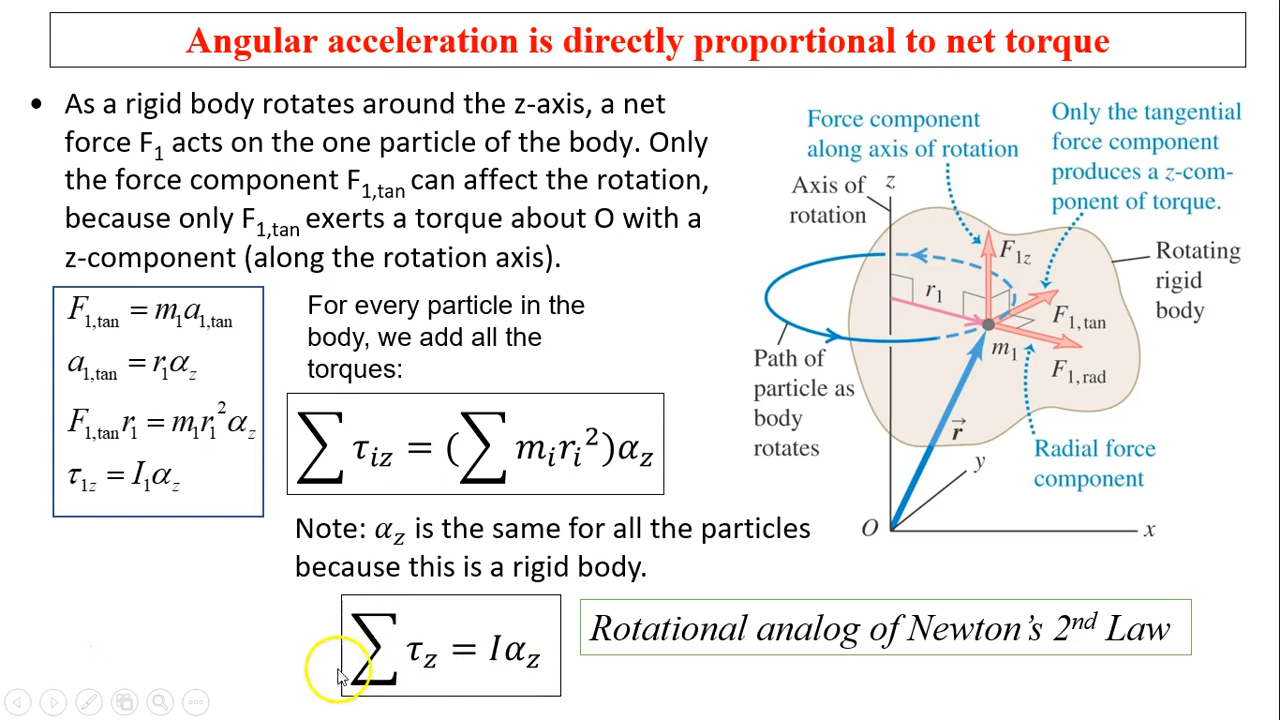 Angular acceleration is directly proportional to net torque
• As a rigid body rotates around the z-axis, a net
force F₁ acts on the one particle of the body. Only
the force component F₁,tan can affect the rotation,
because only F₁,tan exerts a torque about O with a
z-component (along the rotation axis).
F₁,tan = m₁a₁,tan
a₁,tan = r₁α_z
F₁,tan r₁ = m₁r₁²α_z
τ₁z = I₁α_z
For every particle in the
body, we add all the
torques:
∑ τ_iz = (∑ m_i r_i²)α_z
Note: α_z is the same for all the particles
because this is a rigid body.
∑ τ_z = Iα_z
Rotational analog of Newton’s 2ⁿᵈ Law
Force component
along axis of rotation
Only the tangential
force component
produces a z-com-
ponent of torque.
Axis of
rotation
z
F₁z
Rotating
rigid
body
r₁
F₁,tan
m₁
F₁,rad
Path of
particle as
body
rotates
r⃗
Radial force
component
y
O
x